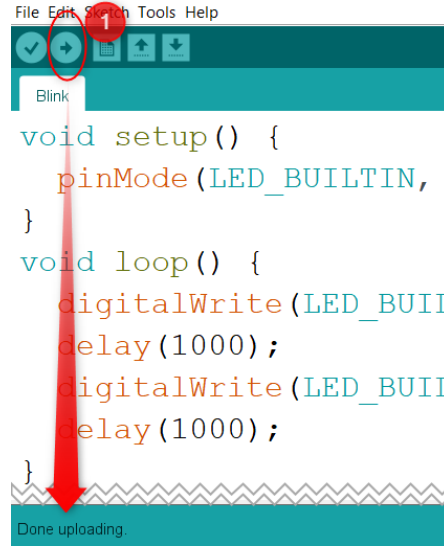 File Edit Sketch Tools Help
1
Blink
void setup() {
pinMode(LED_BUILTIN,
}
void loop() {
digitalWrite(LED_BUI
delay(1000);
digitalWrite(LED_BUI
delay(1000);
}
Done uploading.